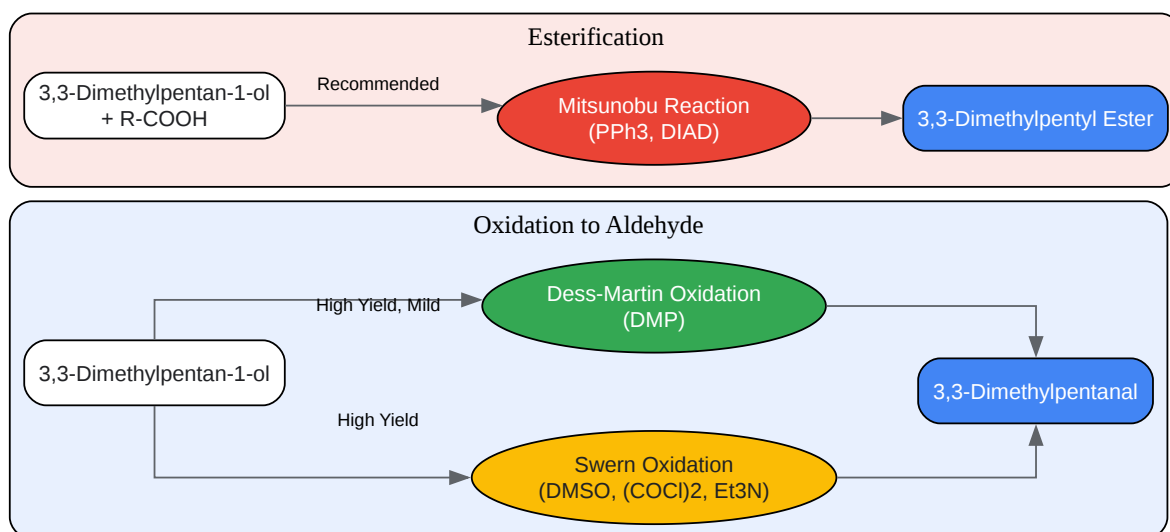 Esterification
3,3-Dimethylpentan-1-ol
+ R-COOH
Recommended
Mitsunobu Reaction
(PPh3, DIAD)
3,3-Dimethylpentyl Ester
Oxidation to Aldehyde
High Yield, Mild
Dess-Martin Oxidation
(DMP)
3,3-Dimethylpentan-1-ol
3,3-Dimethylpentanal
High Yield
Swern Oxidation
(DMSO, (COCl)2, Et3N)